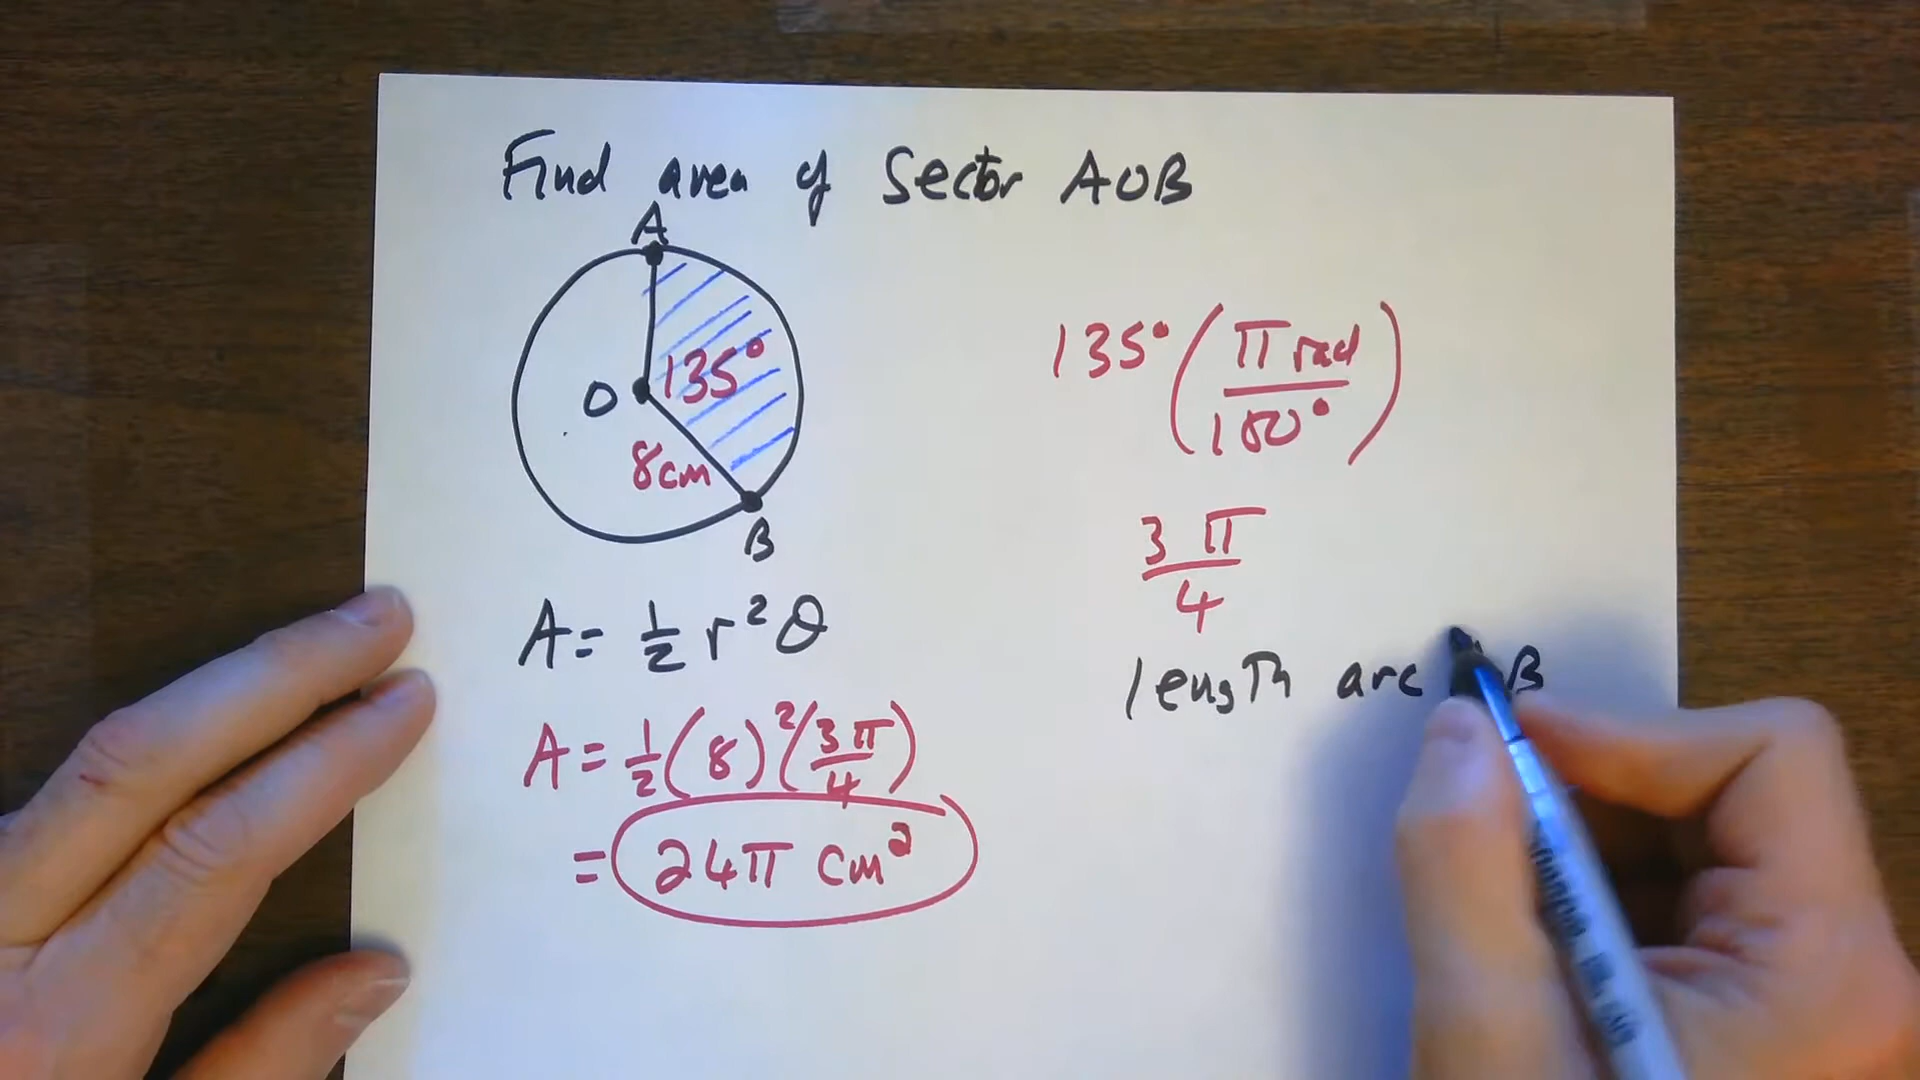 Find area of Sector AOB
A
135°
O
8cm
B
A = 1/2 r² θ
A = 1/2 (8)² (3π/4)
= 24π cm²
135° (π rad / 180°)
3π/4
length arc B